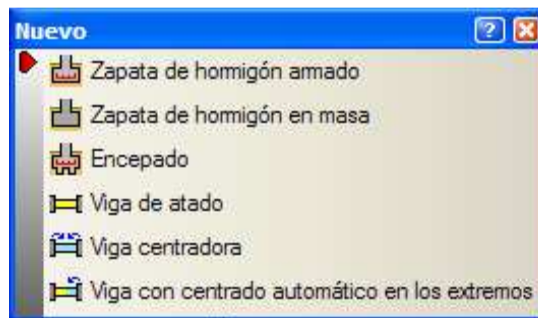 Nuevo
Zapata de hormigón armado
Zapata de hormigón en masa
Encepado
Viga de atado
Viga centradora
Viga con centrado automático en los extremos